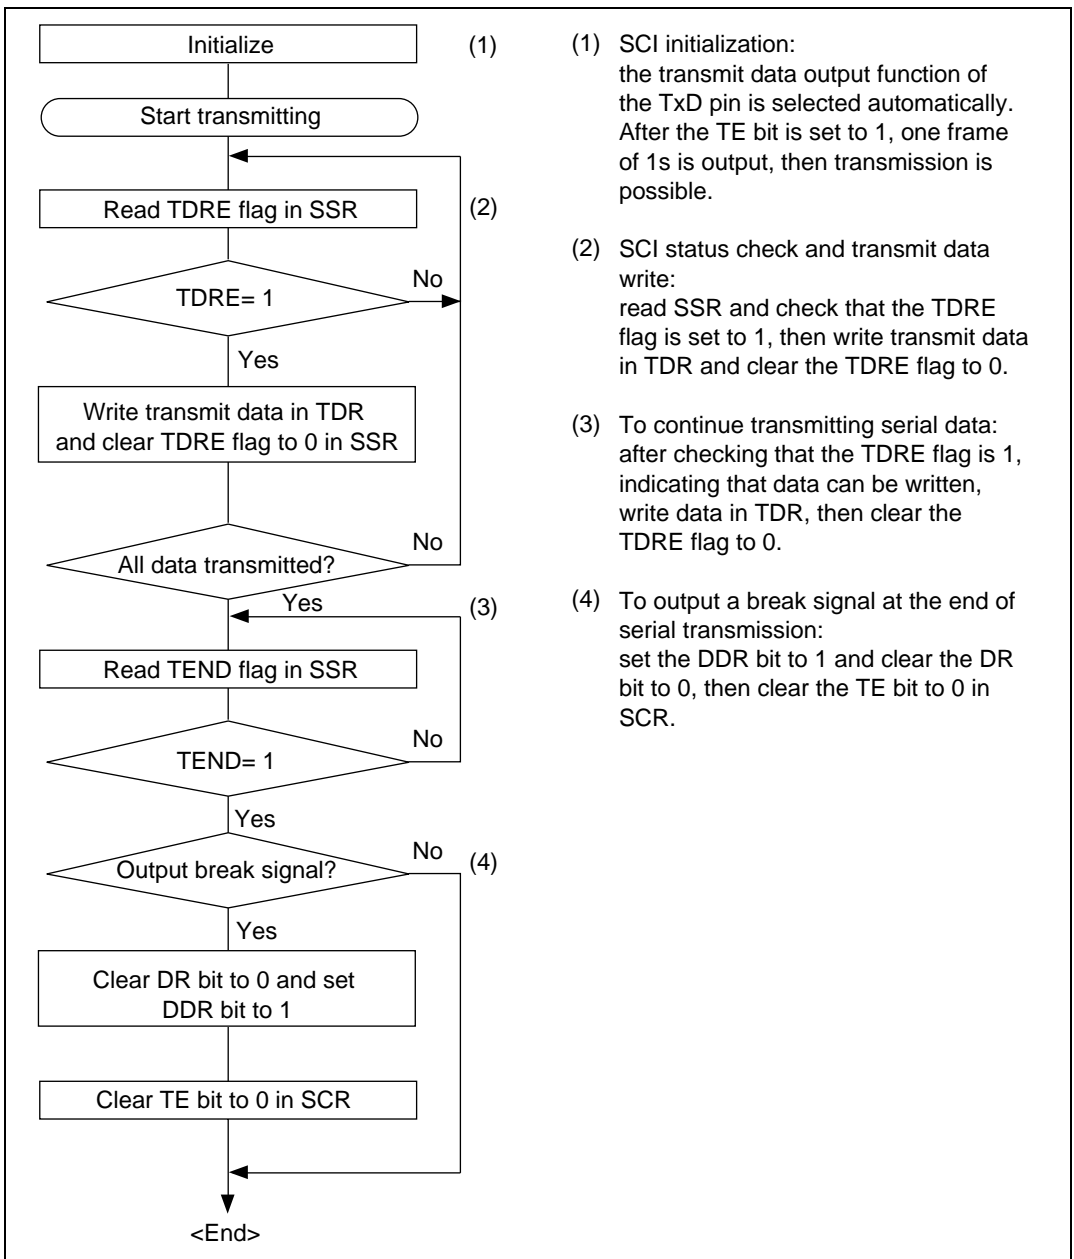 Initialize
(1)
Start transmitting
Read TDRE flag in SSR
(2)
TDRE= 1
No
Yes
Write transmit data in TDR
and clear TDRE flag to 0 in SSR
All data transmitted?
No
Yes
(3)
Read TEND flag in SSR
TEND= 1
No
Yes
Output break signal?
No
(4)
Yes
Clear DR bit to 0 and set
DDR bit to 1
Clear TE bit to 0 in SCR
<End>
(1) SCI initialization:
the transmit data output function of
the TxD pin is selected automatically.
After the TE bit is set to 1, one frame
of 1s is output, then transmission is
possible.
(2) SCI status check and transmit data
write:
read SSR and check that the TDRE
flag is set to 1, then write transmit data
in TDR and clear the TDRE flag to 0.
(3) To continue transmitting serial data:
after checking that the TDRE flag is 1,
indicating that data can be written,
write data in TDR, then clear the
TDRE flag to 0.
(4) To output a break signal at the end of
serial transmission:
set the DDR bit to 1 and clear the DR
bit to 0, then clear the TE bit to 0 in
SCR.